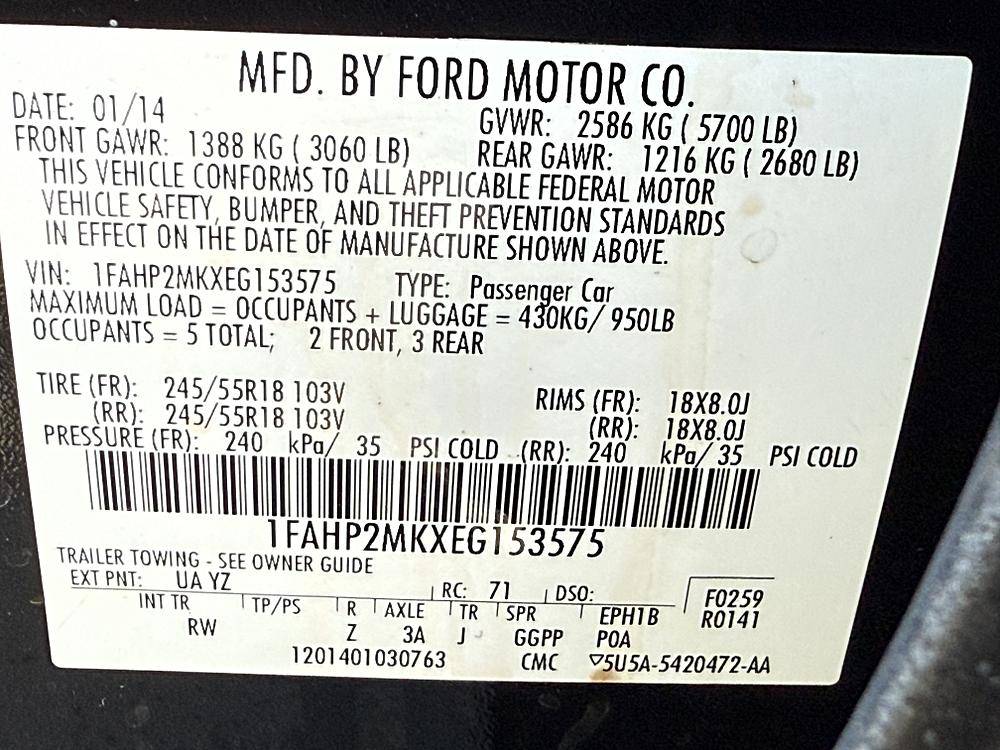 MFD. BY FORD MOTOR CO.
DATE: 01/14 GVWR: 2586 KG ( 5700 LB)
FRONT GAWR: 1388 KG ( 3060 LB) REAR GAWR: 1216 KG ( 2680 LB)
THIS VEHICLE CONFORMS TO ALL APPLICABLE FEDERAL MOTOR
VEHICLE SAFETY, BUMPER, AND THEFT PREVENTION STANDARDS
IN EFFECT ON THE DATE OF MANUFACTURE SHOWN ABOVE.
VIN: 1FAHP2MKXEG153575 TYPE: Passenger Car
MAXIMUM LOAD = OCCUPANTS + LUGGAGE = 430KG/ 950LB
OCCUPANTS = 5 TOTAL; 2 FRONT, 3 REAR
TIRE (FR): 245/55R18 103V RIMS (FR): 18X8.0J
(RR): 245/55R18 103V (RR): 18X8.0J
PRESSURE (FR): 240 kPa/ 35 PSI COLD (RR): 240 kPa/ 35 PSI COLD
1FAHP2MKXEG153575
TRAILER TOWING - SEE OWNER GUIDE
EXT PNT: UA YZ RC: 71 DSO: F0259
INT TR TP/PS R AXLE TR SPR EPH1B R0141
RW Z 3A J GGPP P0A
1201401030763 CMC ▽5U5A-5420472-AA